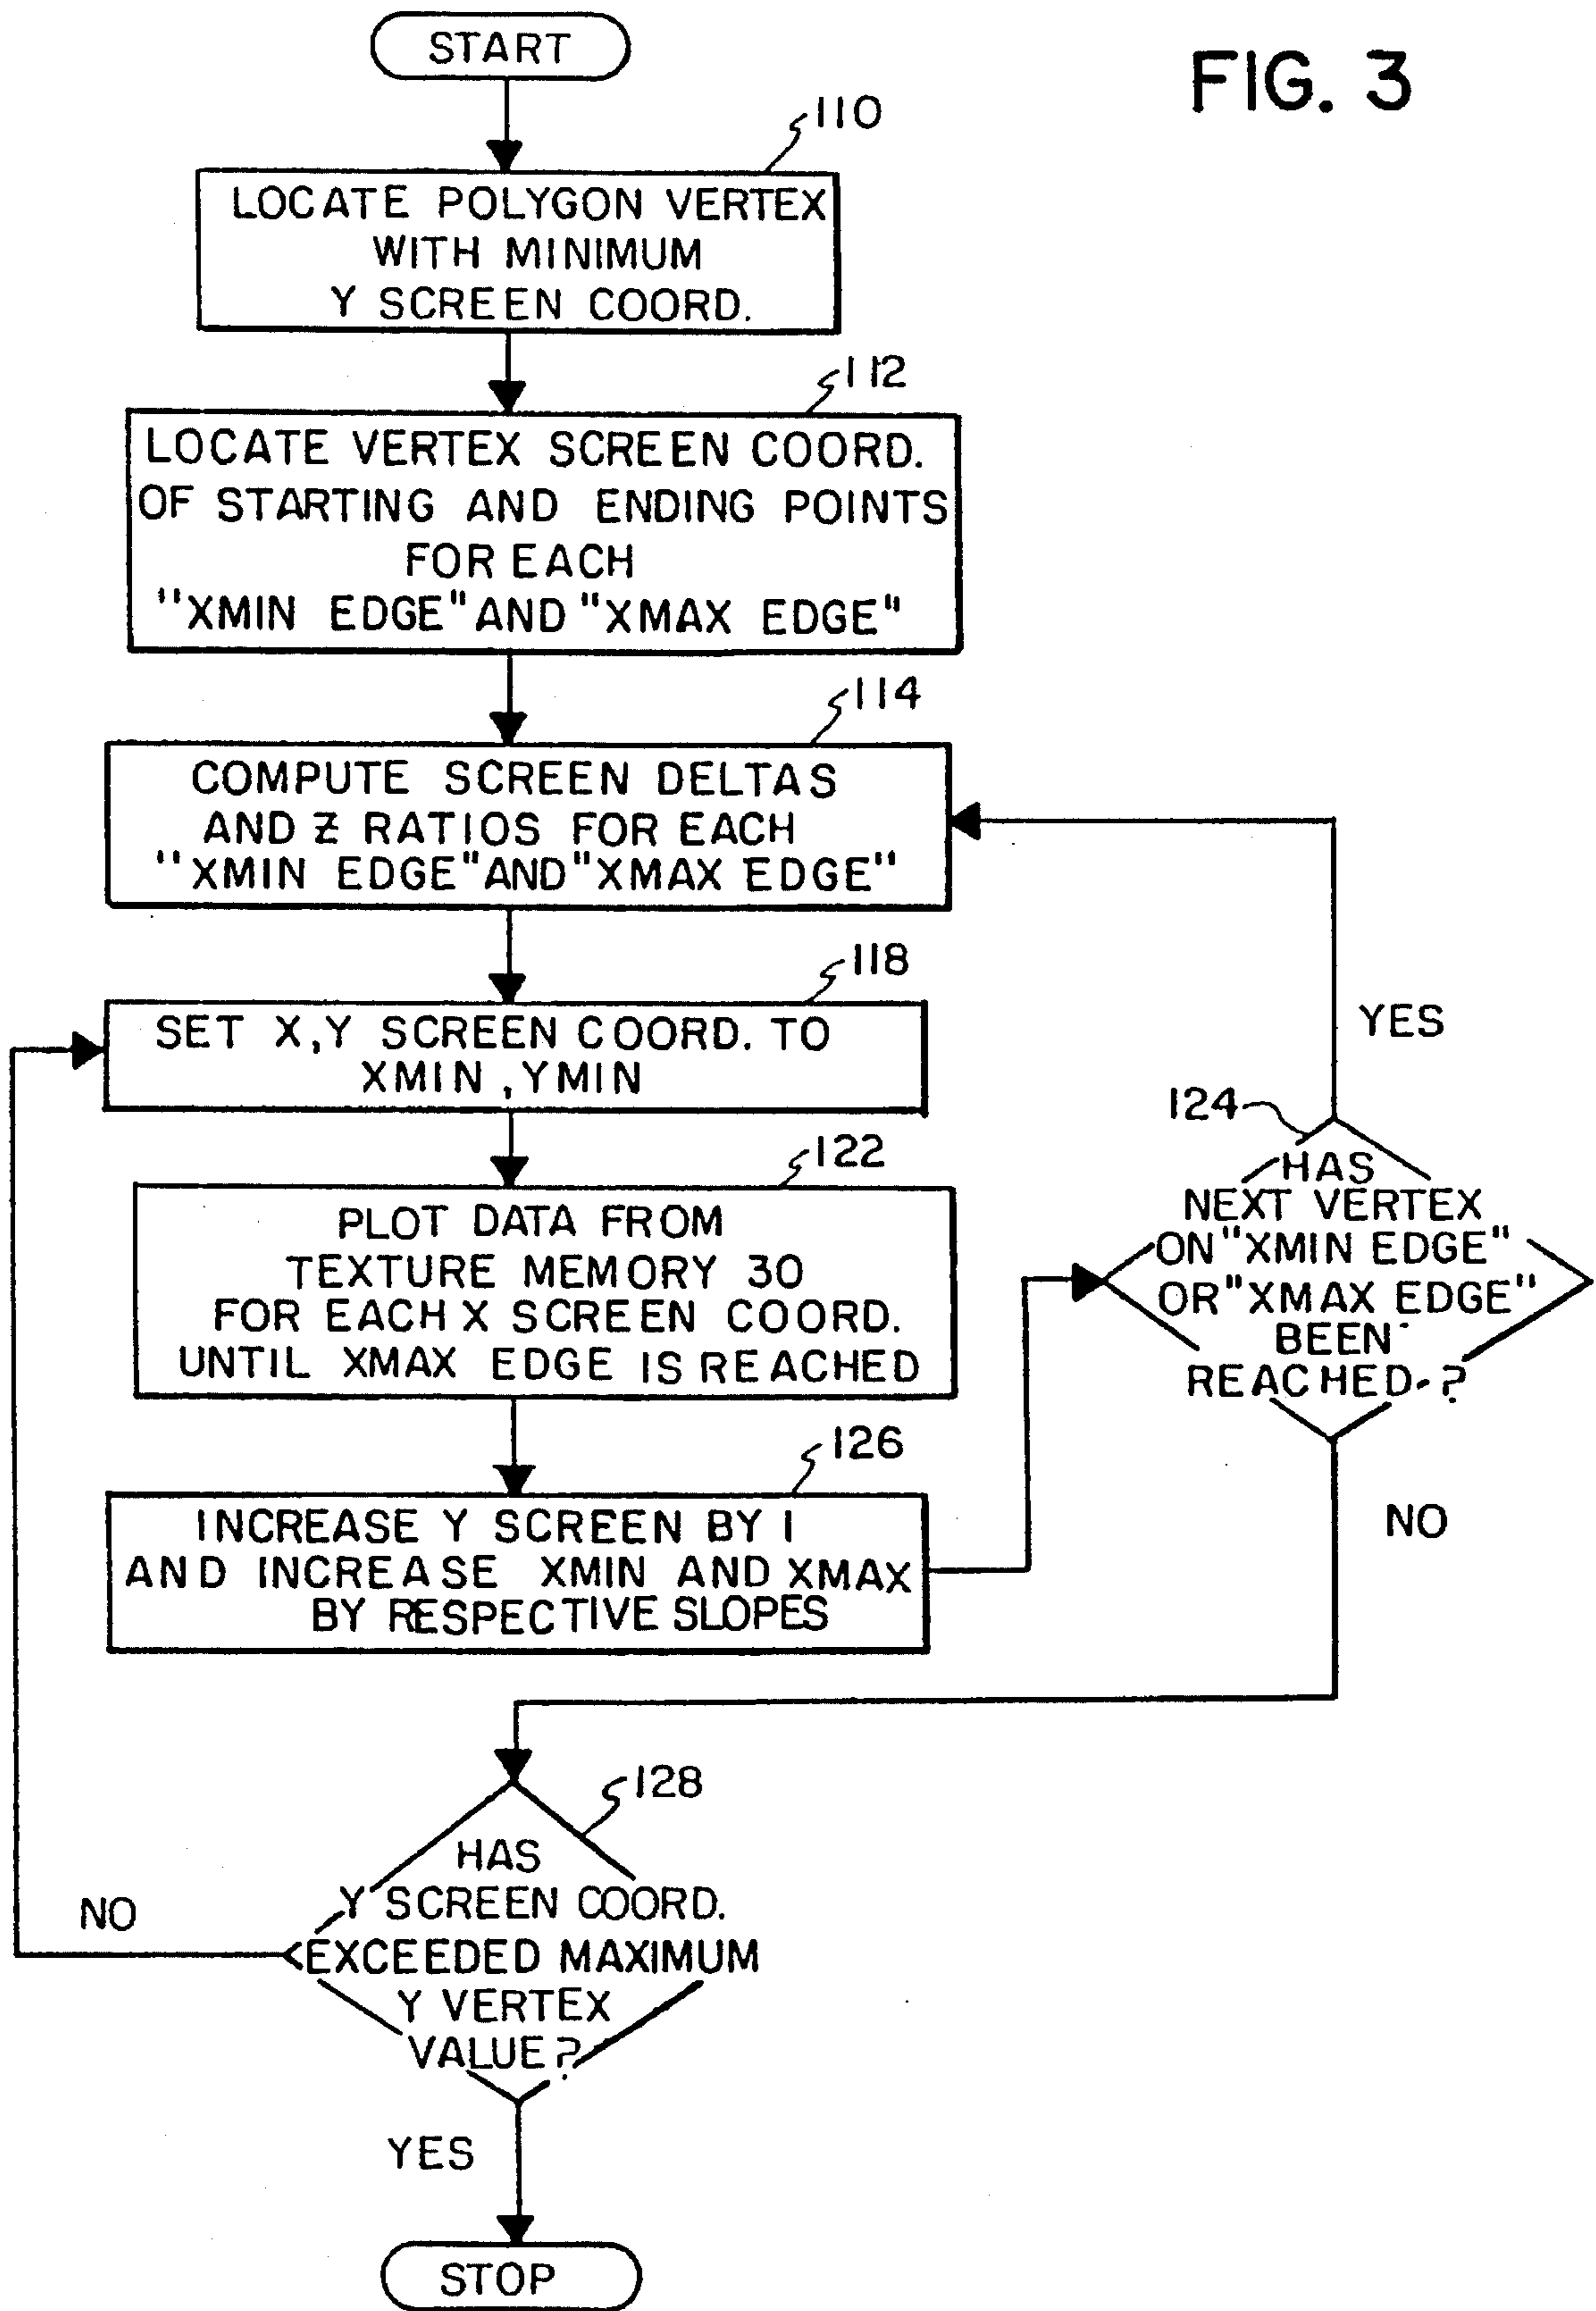 START
FIG. 3
110
LOCATE POLYGON VERTEX
WITH MINIMUM
Y SCREEN COORD.
112
LOCATE VERTEX SCREEN COORD.
OF STARTING AND ENDING POINTS
FOR EACH
"XMIN EDGE" AND "XMAX EDGE"
114
COMPUTE SCREEN DELTAS
AND Z RATIOS FOR EACH
"XMIN EDGE" AND "XMAX EDGE"
118
SET X,Y SCREEN COORD. TO
XMIN, YMIN
122
PLOT DATA FROM
TEXTURE MEMORY 30
FOR EACH X SCREEN COORD.
UNTIL XMAX EDGE IS REACHED
126
INCREASE Y SCREEN BY 1
AND INCREASE XMIN AND XMAX
BY RESPECTIVE SLOPES
YES
124
HAS
NEXT VERTEX
ON "XMIN EDGE"
OR "XMAX EDGE"
BEEN
REACHED ?
NO
128
HAS
Y SCREEN COORD.
EXCEEDED MAXIMUM
Y VERTEX
VALUE?
NO
YES
STOP